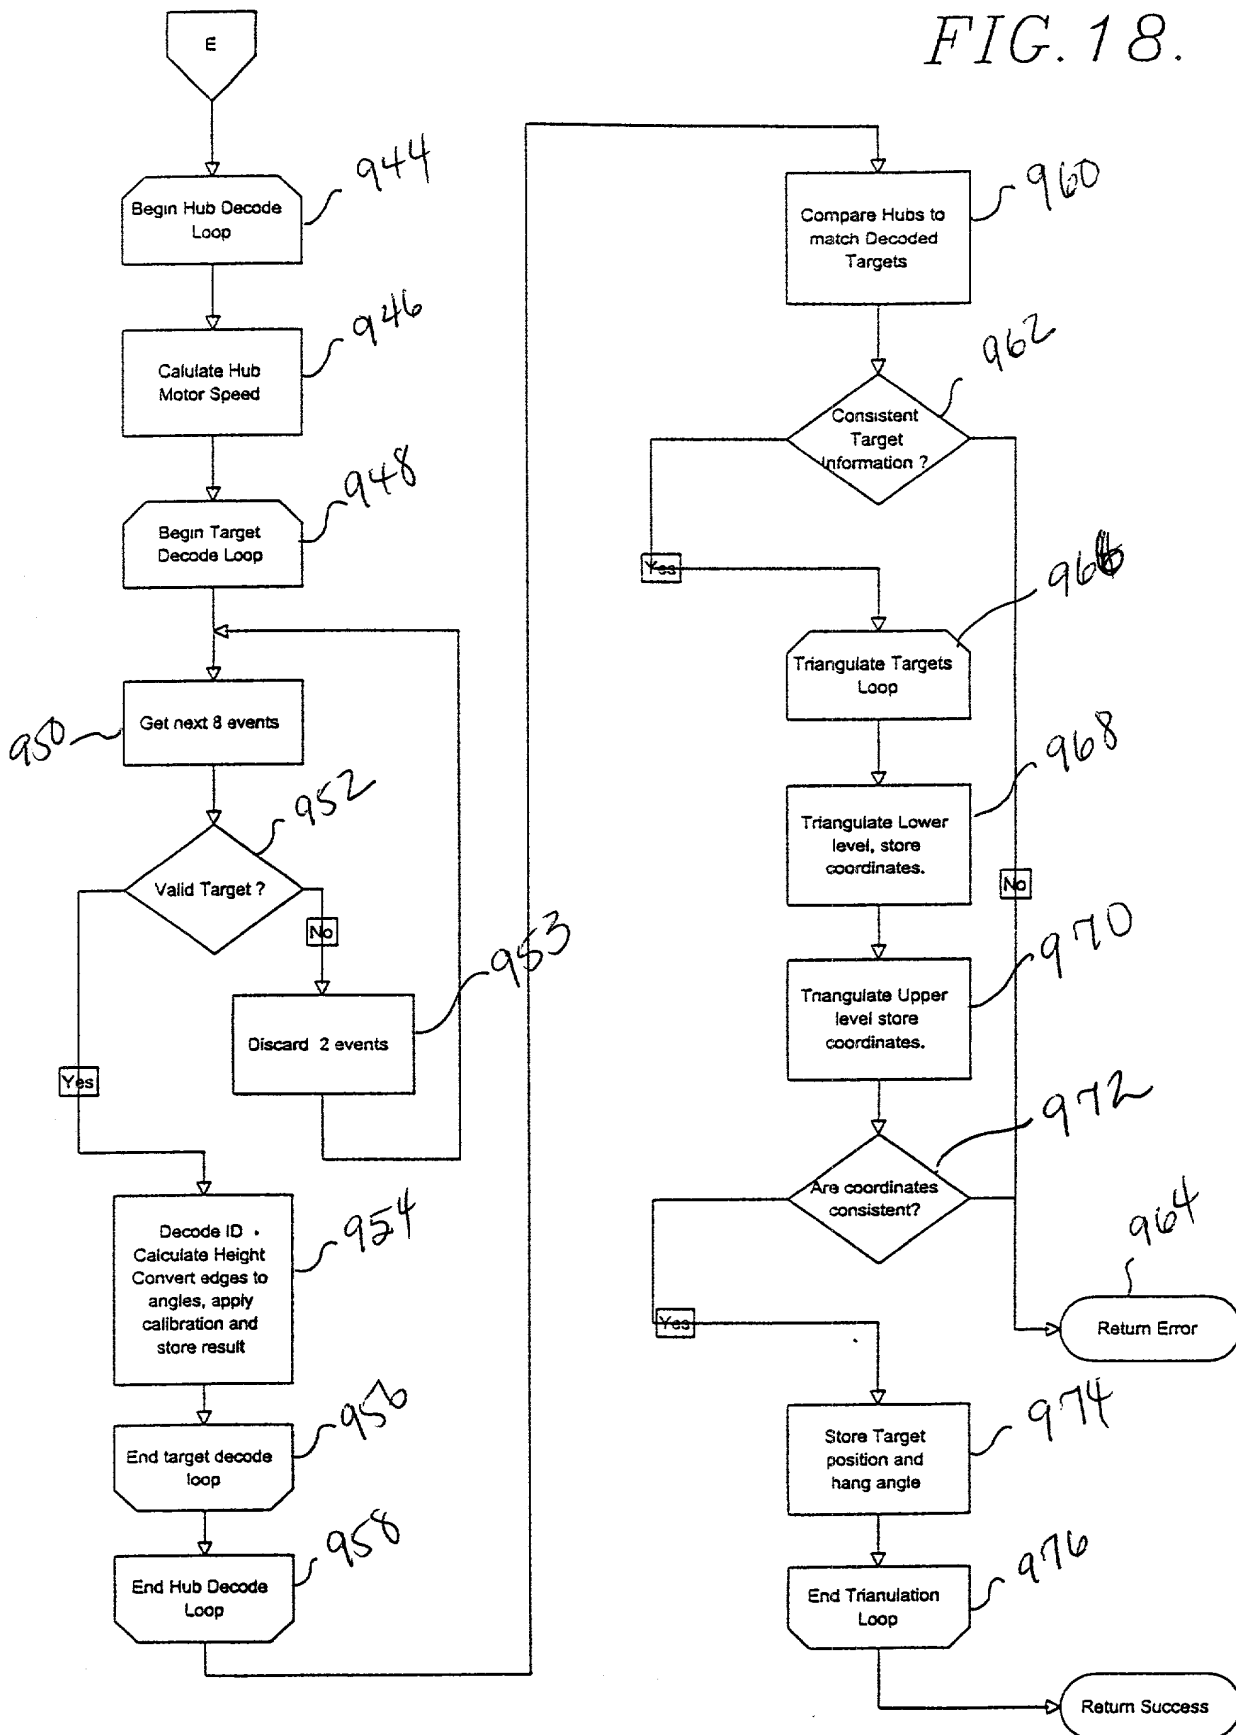 FIG. 18.
E
944
Begin Hub Decode
Loop
946
Calulate Hub
Motor Speed
948
Begin Target
Decode Loop
950
Get next 8 events
952
Valid Target ?
No
953
Discard 2 events
Yes
954
Decode ID .
Calculate Height
Convert edges to
angles, apply
calibration and
store result
956
End target decode
loop
958
End Hub Decode
Loop
960
Compare Hubs to
match Decoded
Targets
962
Consistent
Target
Information ?
Yes
966
Triangulate Targets
Loop
968
Triangulate Lower
level, store
coordinates.
No
970
Triangulate Upper
level store
coordinates.
972
Are coordinates
consistent?
964
Return Error
Yes
974
Store Target
position and
hang angle
976
End Trianulation
Loop
Return Success